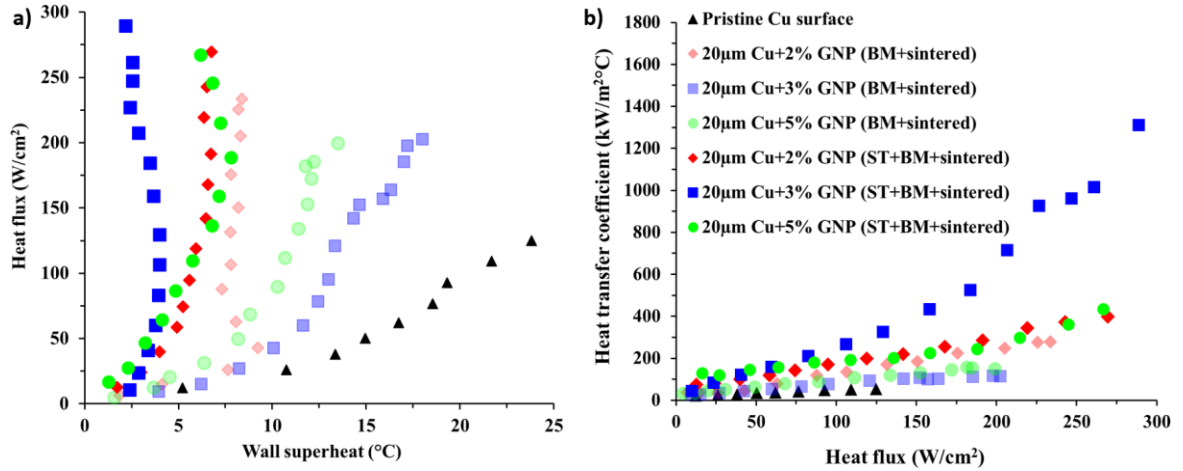 a)
300
250
200
150
100
50
0
Heat flux (W/cm²)
0
5
10
15
20
25
Wall superheat (°C)
b)
1800
1600
1400
1200
1000
800
600
400
200
0
Heat transfer coefficient (kW/m²°C)
Pristine Cu surface
20µm Cu+2% GNP (BM+sintered)
20µm Cu+3% GNP (BM+sintered)
20µm Cu+5% GNP (BM+sintered)
20µm Cu+2% GNP (ST+BM+sintered)
20µm Cu+3% GNP (ST+BM+sintered)
20µm Cu+5% GNP (ST+BM+sintered)
0
50
100
150
200
250
300
Heat flux (W/cm²)